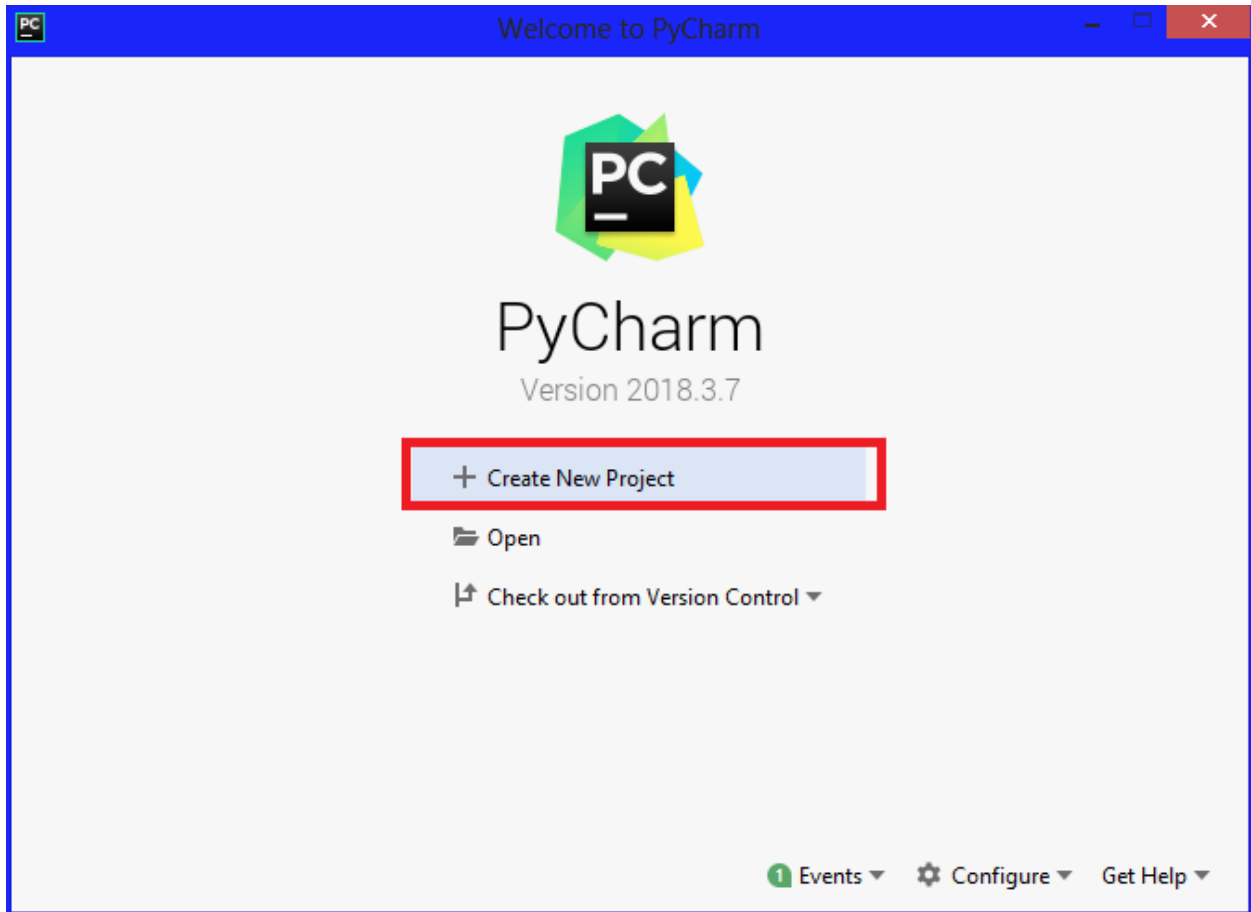 PC
Welcome to PyCharm
PC
PyCharm
Version 2018.3.7
Create New Project
Open
Check out from Version Control
1 Events Configure Get Help